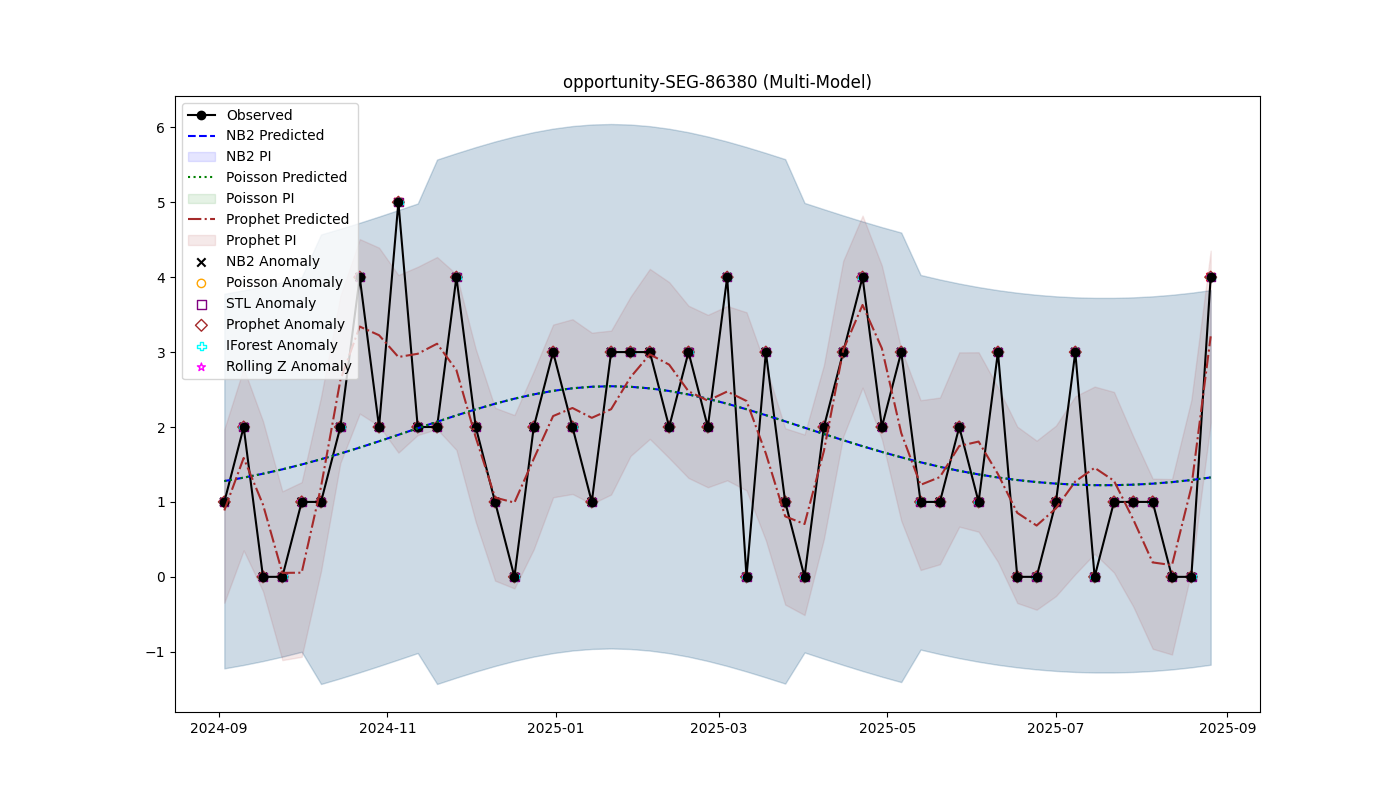 opportunity-SEG-86380 (Multi-Model)
Observed
NB2 Predicted
NB2 PI
Poisson Predicted
Poisson PI
Prophet Predicted
Prophet PI
NB2 Anomaly
Poisson Anomaly
STL Anomaly
Prophet Anomaly
IForest Anomaly
Rolling Z Anomaly
6
5
4
3
2
1
0
−1
2024-09
2024-11
2025-01
2025-03
2025-05
2025-07
2025-09